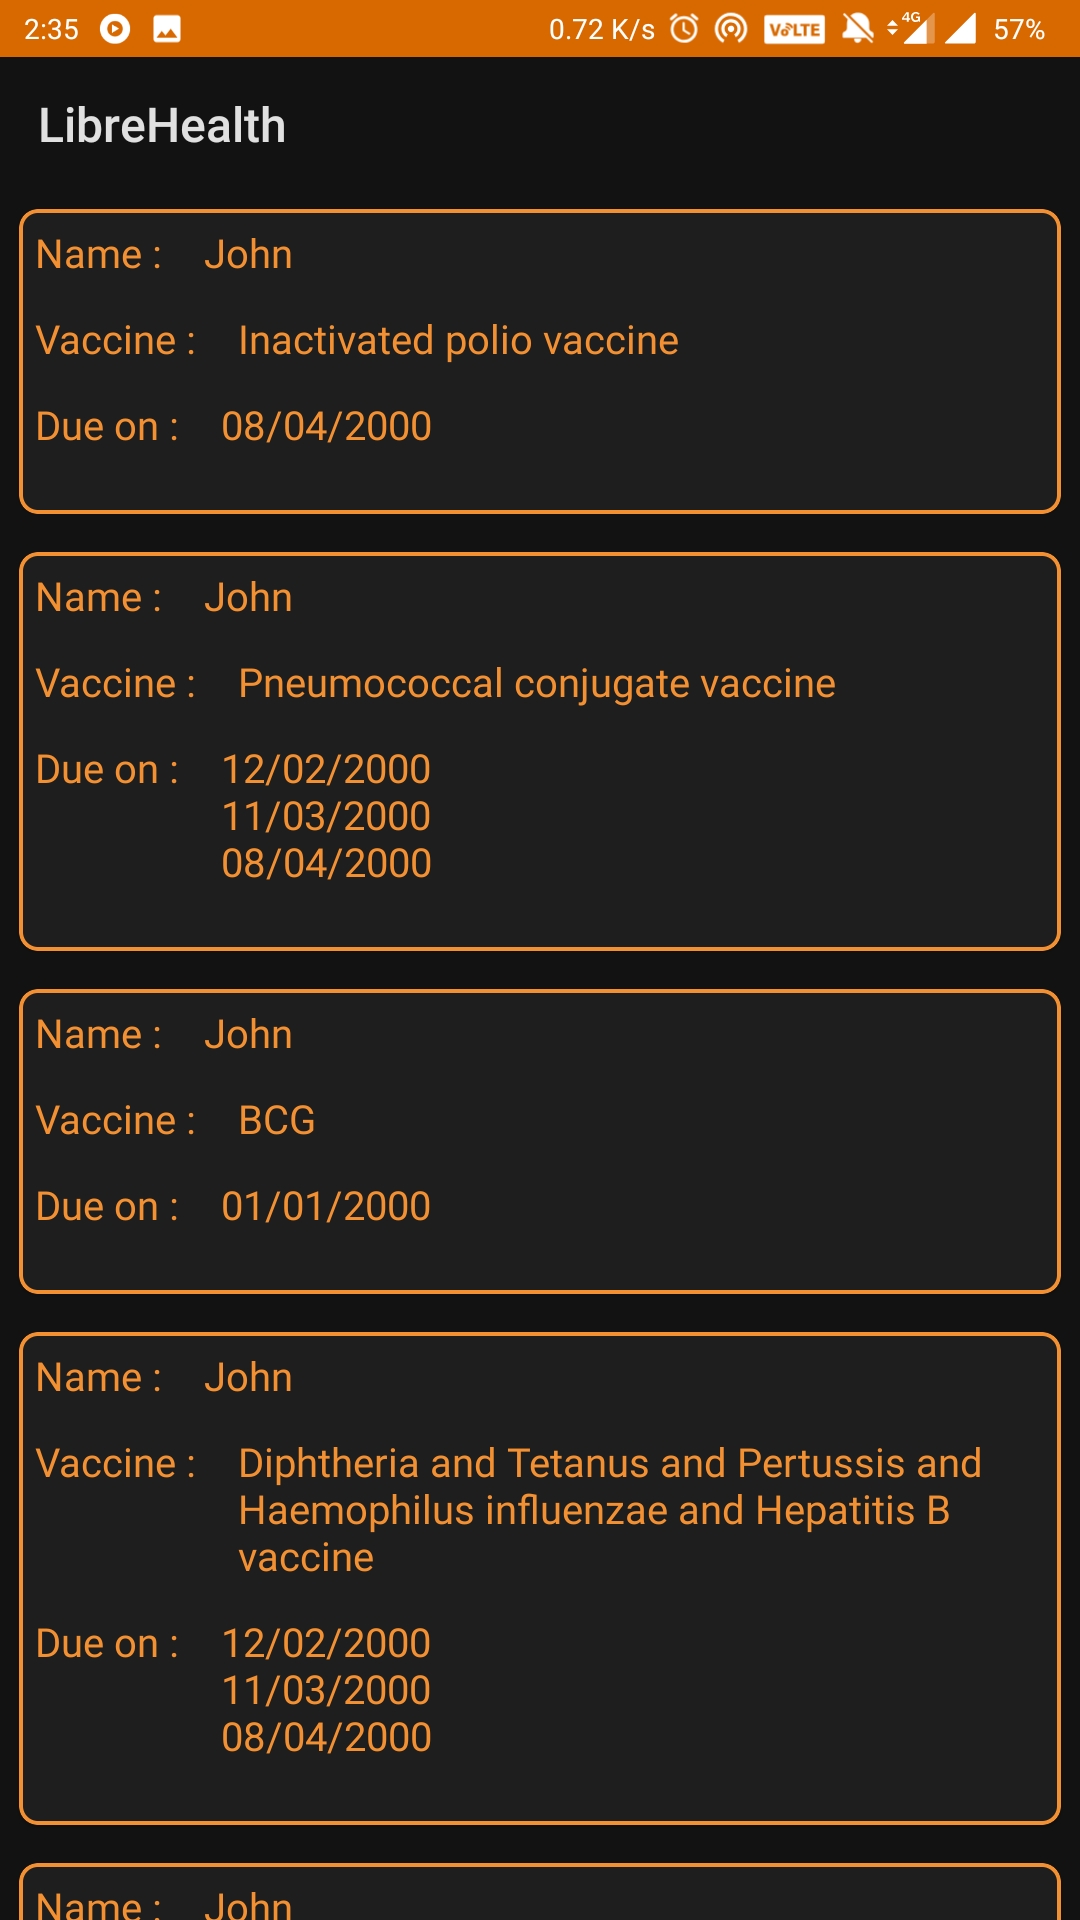 2:35 0.72 K/s VoLTE 4G 57%
LibreHealth
Name : John
Vaccine : Inactivated polio vaccine
Due on : 08/04/2000
Name : John
Vaccine : Pneumococcal conjugate vaccine
Due on : 12/02/2000
11/03/2000
08/04/2000
Name : John
Vaccine : BCG
Due on : 01/01/2000
Name : John
Vaccine : Diphtheria and Tetanus and Pertussis and
Haemophilus influenzae and Hepatitis B
vaccine
Due on : 12/02/2000
11/03/2000
08/04/2000
Name : John